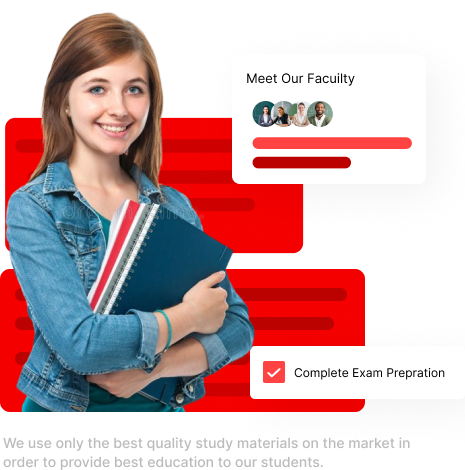 Meet Our Facuilty
Complete Exam Prepration
We use only the best quality study materials on the market in
order to provide best education to our students.